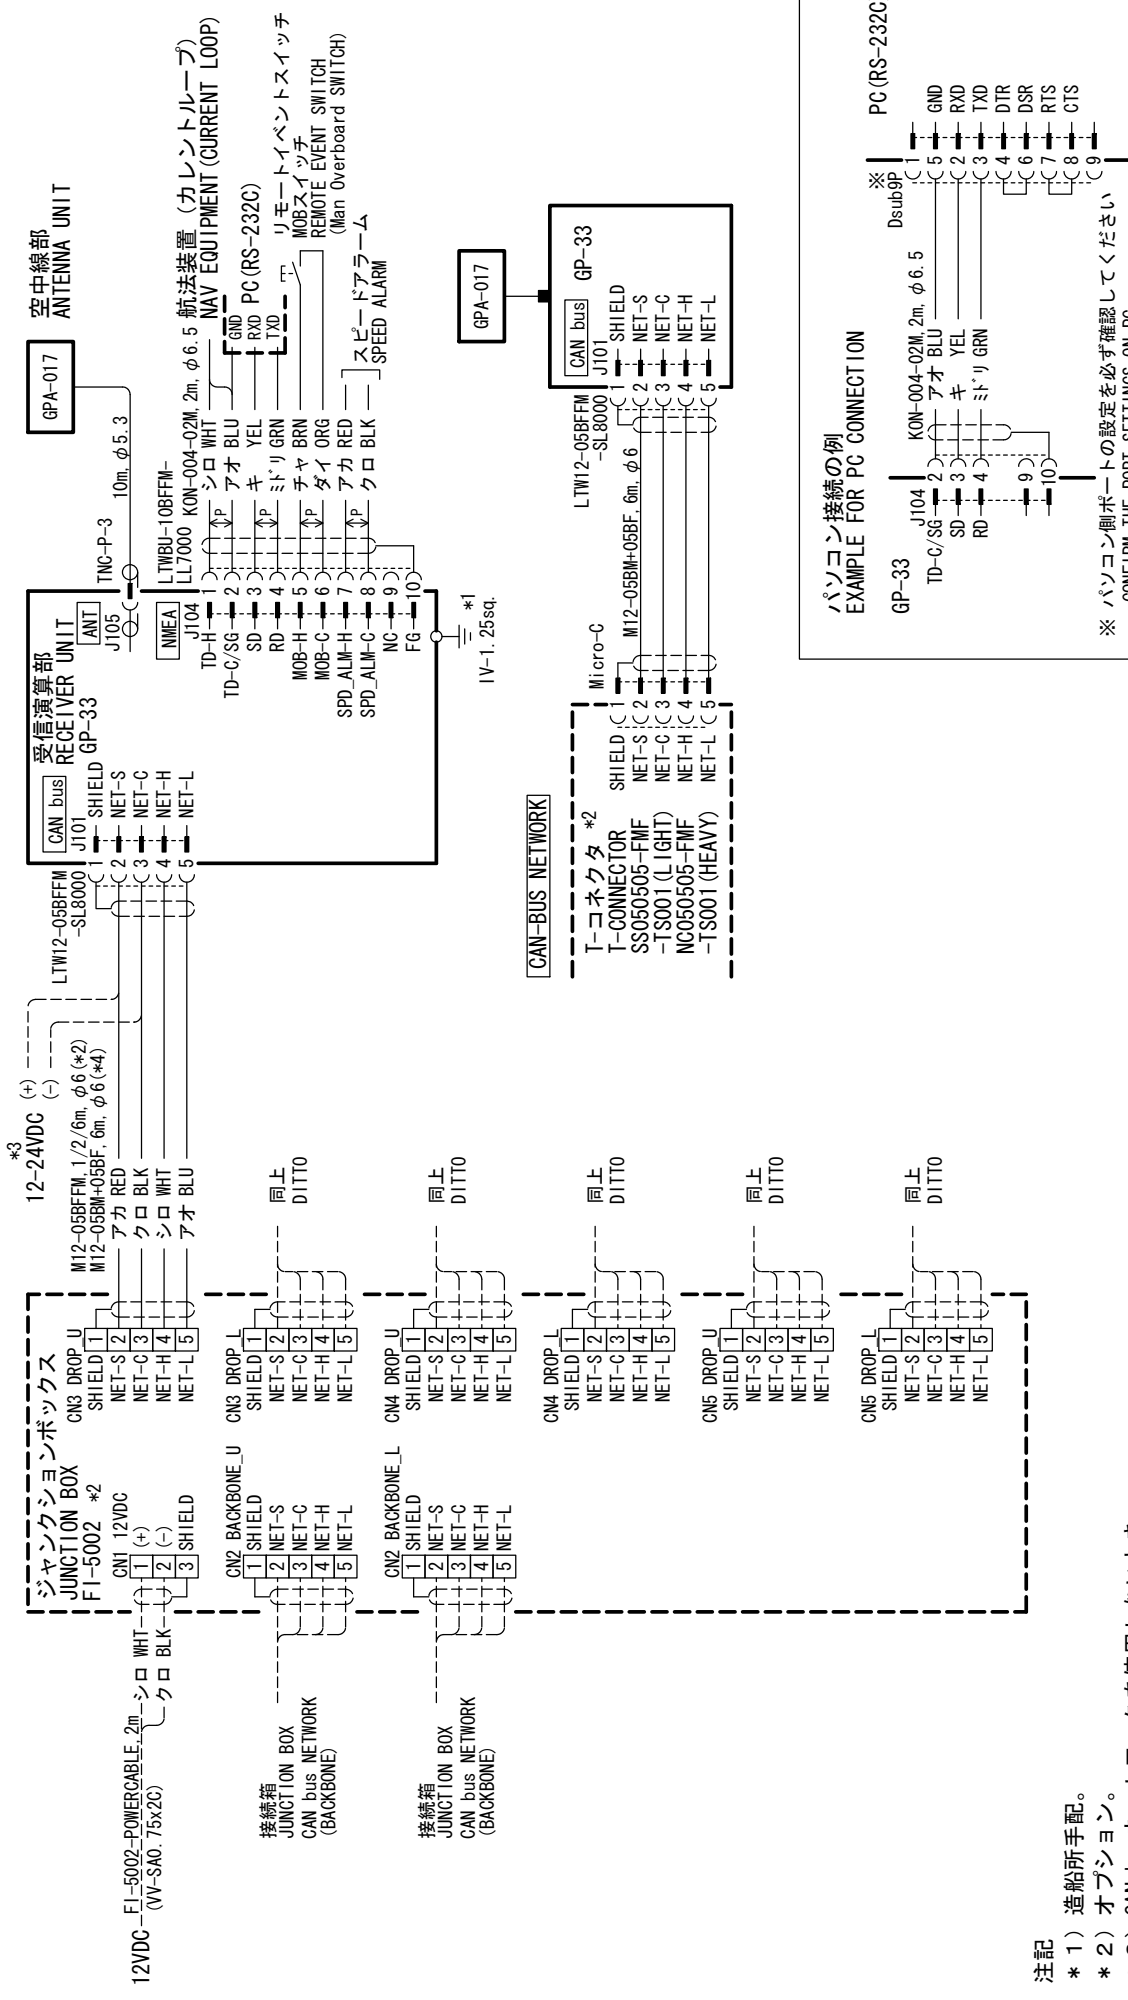 空中線部
ANTENNA UNIT
GPA-017
10m, φ5.3
TNC-P-3
受信演算部
RECEIVER UNIT
GP-33
ANT
J105
NMEA
J104
LTWBU-10BFFM-
LL7000
KON-004-02M, 2m, φ6.5
航法装置 (カレントループ)
NAV EQUIPMENT(CURRENT LOOP)
TD-H 1 P シロ WHT
TD-C/SG 2 アオ BLU GND
SD 3 P キ YEL RXD
RD 4 ミドリ GRN TXD
PC(RS-232C)
MOB-H 5 P チャ BRN
MOB-C 6 ダイ ORG
SPD_ALM-H 7 P アカ RED
SPD_ALM-C 8 クロ BLK
NC 9
FG 10
リモートイベントスイッチ
MOBスイッチ
REMOTE EVENT SWITCH
(Man Overboard SWITCH)
スピードアラーム
SPEED ALARM
*1
IV-1.25sq.
CAN bus
J101
LTW12-05BFFM
-SL8000
1 SHIELD
2 NET-S
3 NET-C
4 NET-H
5 NET-L
*3
12-24VDC (+)
(-)
M12-05BFFM, 1/2/6m, φ6(*2)
M12-05BM+05BF, 6m, φ6(*4)
アカ RED
クロ BLK
シロ WHT
アオ BLU
ジャンクションボックス
JUNCTION BOX
FI-5002 *2
12VDC
FI-5002-POWERCABLE, 2m
(VV-SA0.75x2C)
シロ WHT
クロ BLK
CN1 12VDC
1 (+)
2 (-)
3 SHIELD
CN3 DROP_U
SHIELD 1
NET-S 2
NET-C 3
NET-H 4
NET-L 5
接続箱
JUNCTION BOX
CAN bus NETWORK
(BACKBONE)
CN2 BACKBONE_U
1 SHIELD
2 NET-S
3 NET-C
4 NET-H
5 NET-L
CN3 DROP_L
SHIELD 1
NET-S 2
NET-C 3
NET-H 4
NET-L 5
同上
DITTO
接続箱
JUNCTION BOX
CAN bus NETWORK
(BACKBONE)
CN2 BACKBONE_L
1 SHIELD
2 NET-S
3 NET-C
4 NET-H
5 NET-L
CN4 DROP_U
SHIELD 1
NET-S 2
NET-C 3
NET-H 4
NET-L 5
同上
DITTO
CN4 DROP_L
SHIELD 1
NET-S 2
NET-C 3
NET-H 4
NET-L 5
同上
DITTO
CN5 DROP_U
SHIELD 1
NET-S 2
NET-C 3
NET-H 4
NET-L 5
同上
DITTO
CN5 DROP_L
SHIELD 1
NET-S 2
NET-C 3
NET-H 4
NET-L 5
同上
DITTO
CAN-BUS NETWORK
T-コネクタ *2
T-CONNECTOR
SS050505-FMF
-TS001(LIGHT)
NC050505-FMF
-TS001(HEAVY)
Micro-C
SHIELD 1
NET-S 2
NET-C 3
NET-H 4
NET-L 5
M12-05BM+05BF, 6m, φ6
LTW12-05BFFM
-SL8000
GPA-017
GP-33
CAN bus
J101
1 SHIELD
2 NET-S
3 NET-C
4 NET-H
5 NET-L
パソコン接続の例
EXAMPLE FOR PC CONNECTION
GP-33
J104
KON-004-02M, 2m, φ6.5
※
Dsub9P
PC(RS-232C
1
TD-C/SG 2 アオ BLU 5 GND
SD 3 キ YEL 2 RXD
RD 4 ミドリ GRN 3 TXD
4 DTR
6 DSR
9 7 RTS
10 8 CTS
9
※ パソコン側ポートの設定を必ず確認してください
注記
*1) 造船所手配。
*2) オプション。